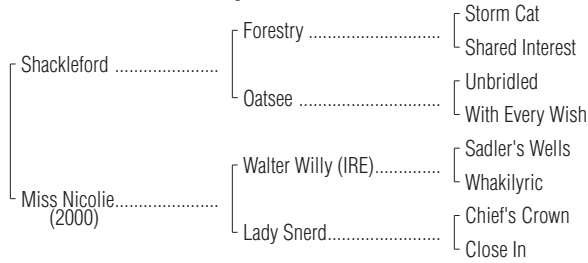 Storm Cat
Forestry ........................
Shared Interest
Shackleford .....................
Unbridled
Oatsee ...........................
With Every Wish
Sadler's Wells
Walter Willy (IRE)...............
Whakilyric
Miss Nicolie.....................
(2000)
Chief's Crown
Lady Snerd.......................
Close In